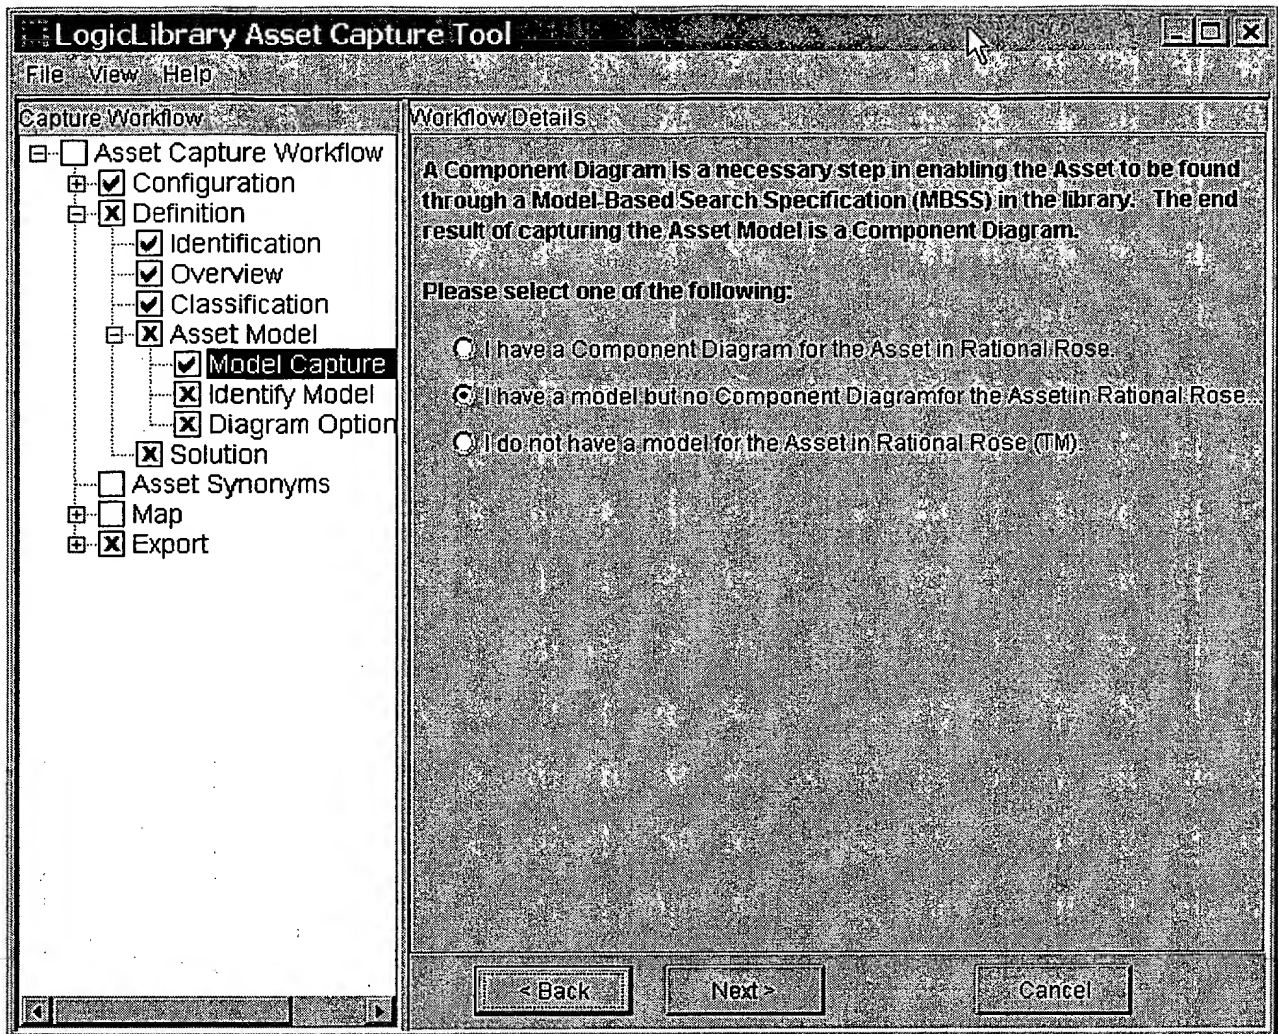 LogicLibrary Asset Capture Tool
File View Help
Capture Workflow
Asset Capture Workflow
Configuration
Definition
Identification
Overview
Classification
Asset Model
Model Capture
Identify Model
Diagram Option
Solution
Asset Synonyms
Map
Export
Workflow Details
A Component Diagram is a necessary step in enabling the Asset to be found
through a Model-Based Search Specification (MBSS) in the library. The end
result of capturing the Asset Model is a Component Diagram.
Please select one of the following:
I have a Component Diagram for the Asset in Rational Rose.
I have a model but no Component Diagramfor the Asset in Rational Rose...
I do not have a model for the Asset in Rational Rose (TM).
< Back Next > Cancel